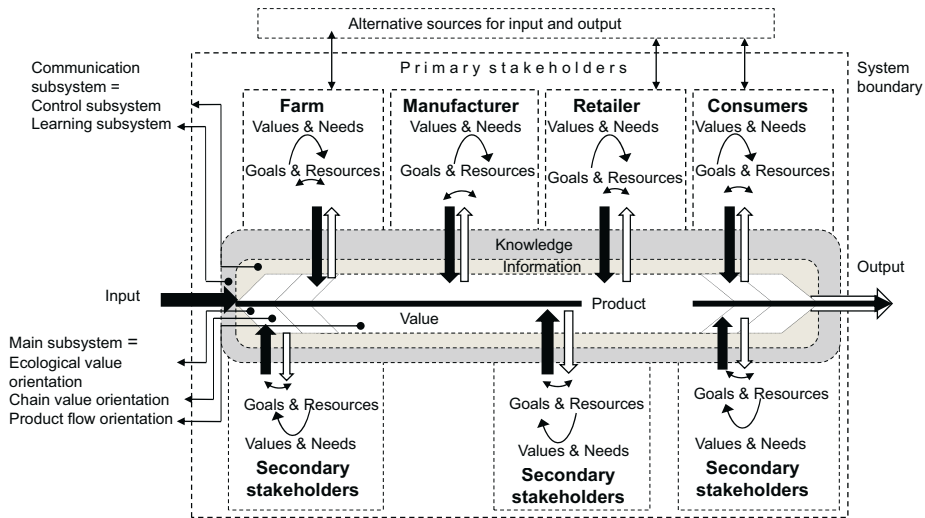 Alternative sources for input and output
Primary stakeholders
System
boundary
Communication
subsystem =
Control subsystem
Learning subsystem
Farm
Values & Needs
Goals & Resources
Manufacturer
Values & Needs
Goals & Resources
Retailer
Values & Needs
Goals & Resources
Consumers
Values & Needs
Goals & Resources
Knowledge
Information
Input
Product
Output
Value
Main subsystem =
Ecological value
orientation
Chain value orientation
Product flow orientation
Goals & Resources
Values & Needs
Secondary
stakeholders
Goals & Resources
Values & Needs
Secondary
stakeholders
Goals & Resources
Values & Needs
Secondary
stakeholders